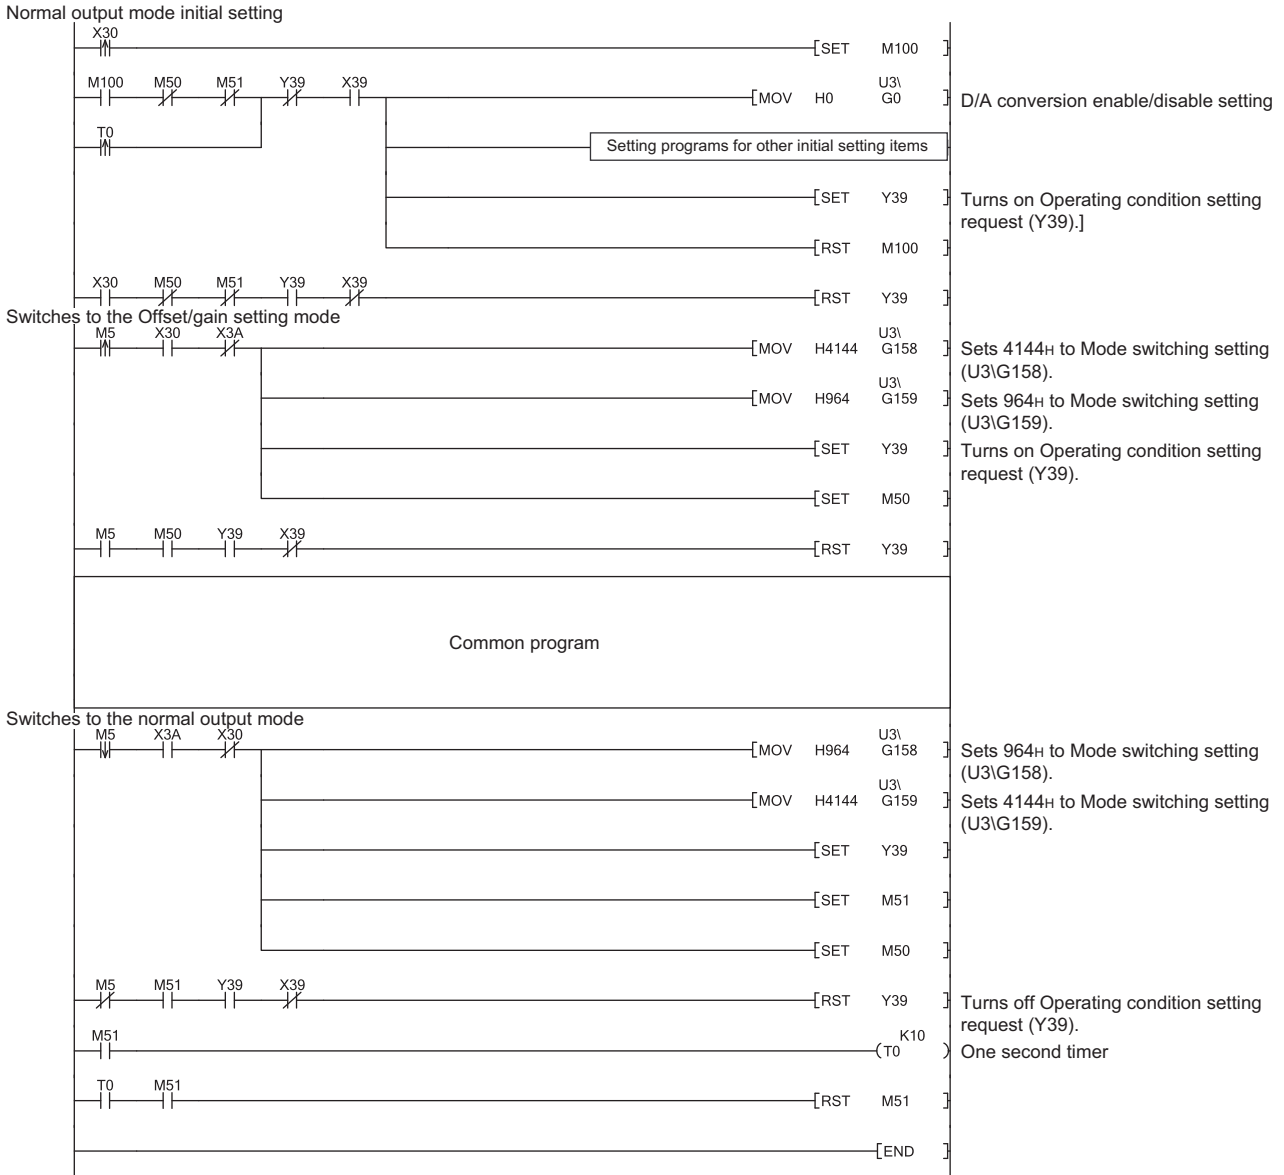 Normal output mode initial setting
X30
SET M100
M100 M50 M51 Y39 X39
U3\
MOV H0 G0
D/A conversion enable/disable setting
T0
Setting programs for other initial setting items
SET Y39
Turns on Operating condition setting
request (Y39).]
RST M100
X30 M50 M51 Y39 X39
RST Y39
Switches to the Offset/gain setting mode
M5 X30 X3A
U3\
MOV H4144 G158
Sets 4144H to Mode switching setting
(U3\G158).
U3\
MOV H964 G159
Sets 964H to Mode switching setting
(U3\G159).
SET Y39
Turns on Operating condition setting
request (Y39).
SET M50
M5 M50 Y39 X39
RST Y39
Common program
Switches to the normal output mode
M5 X3A X30
U3\
MOV H964 G158
Sets 964H to Mode switching setting
(U3\G158).
U3\
MOV H4144 G159
Sets 4144H to Mode switching setting
(U3\G159).
SET Y39
SET M51
SET M50
M5 M51 Y39 X39
RST Y39
Turns off Operating condition setting
request (Y39).
M51
K10
T0
One second timer
T0 M51
RST M51
END